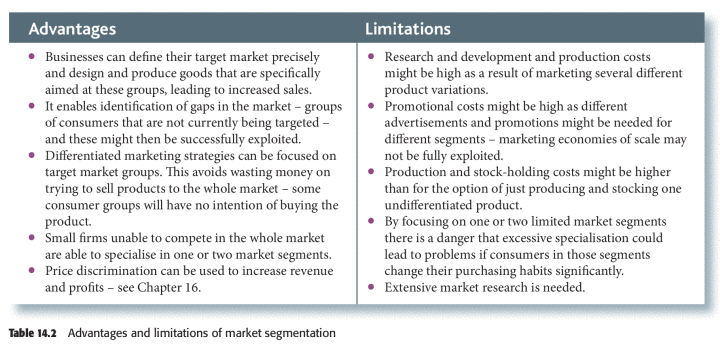 Advantages
• Businesses can define their target market precisely
and design and produce goods that are specifically
aimed at these groups, leading to increased sales.
• It enables identification of gaps in the market – groups
of consumers that are not currently being targeted –
and these might then be successfully exploited.
• Differentiated marketing strategies can be focused on
target market groups. This avoids wasting money on
trying to sell products to the whole market – some
consumer groups will have no intention of buying the
product.
• Small firms unable to compete in the whole market
are able to specialise in one or two market segments.
• Price discrimination can be used to increase revenue
and profits – see Chapter 16.
Limitations
• Research and development and production costs
might be high as a result of marketing several different
product variations.
• Promotional costs might be high as different
advertisements and promotions might be needed for
different segments – marketing economies of scale may
not be fully exploited.
• Production and stock-holding costs might be higher
than for the option of just producing and stocking one
undifferentiated product.
• By focusing on one or two limited market segments
there is a danger that excessive specialisation could
lead to problems if consumers in those segments
change their purchasing habits significantly.
• Extensive market research is needed.
Table 14.2 Advantages and limitations of market segmentation